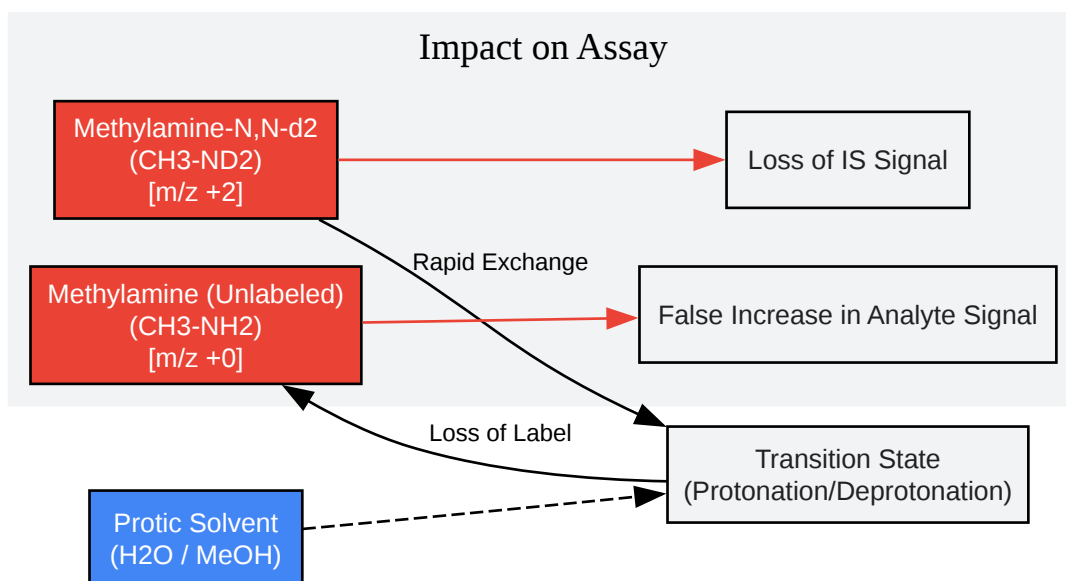 Impact on Assay
Methylamine-N,N-d2
(CH3-ND2)
[m/z +2]
Loss of IS Signal
Rapid Exchange
Methylamine (Unlabeled)
(CH3-NH2)
[m/z +0]
False Increase in Analyte Signal
Loss of Label
Transition State
(Protonation/Deprotonation)
Protic Solvent
(H2O / MeOH)